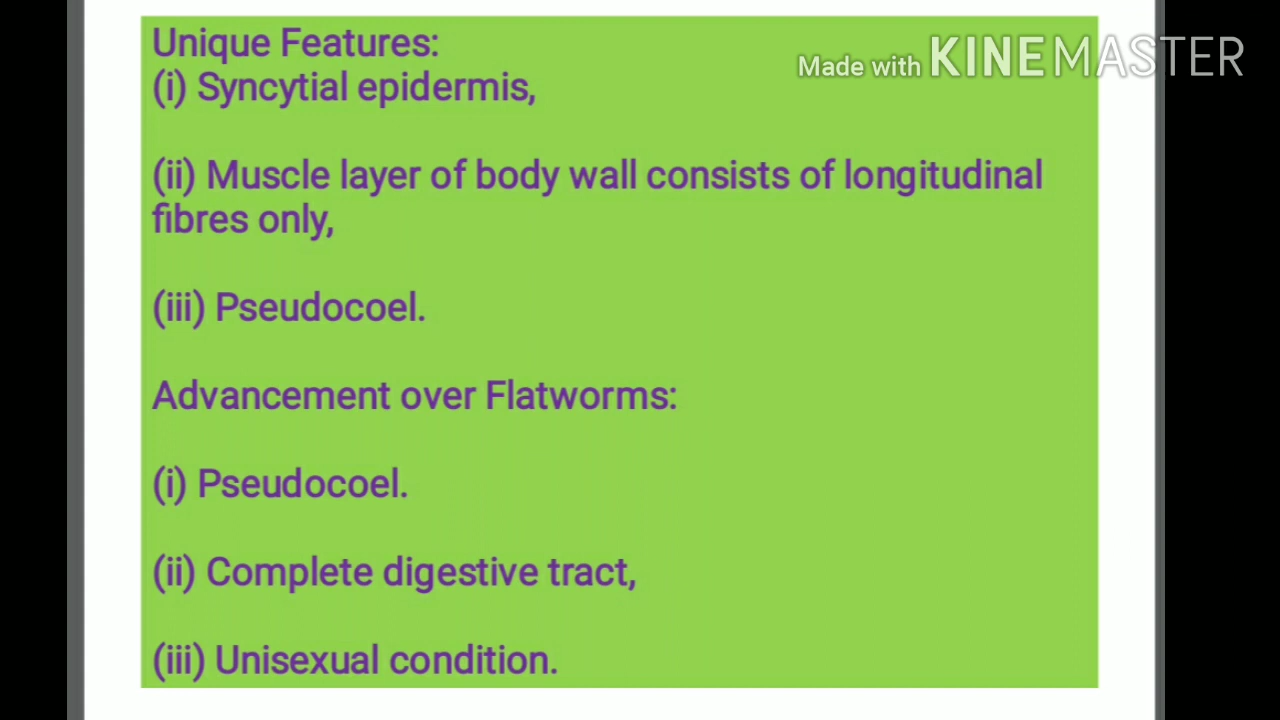 Unique Features:
Made with KINEMASTER
(i) Syncytial epidermis,
(ii) Muscle layer of body wall consists of longitudinal
fibres only,
(iii) Pseudocoel.
Advancement over Flatworms:
(i) Pseudocoel.
(ii) Complete digestive tract,
(iii) Unisexual condition.